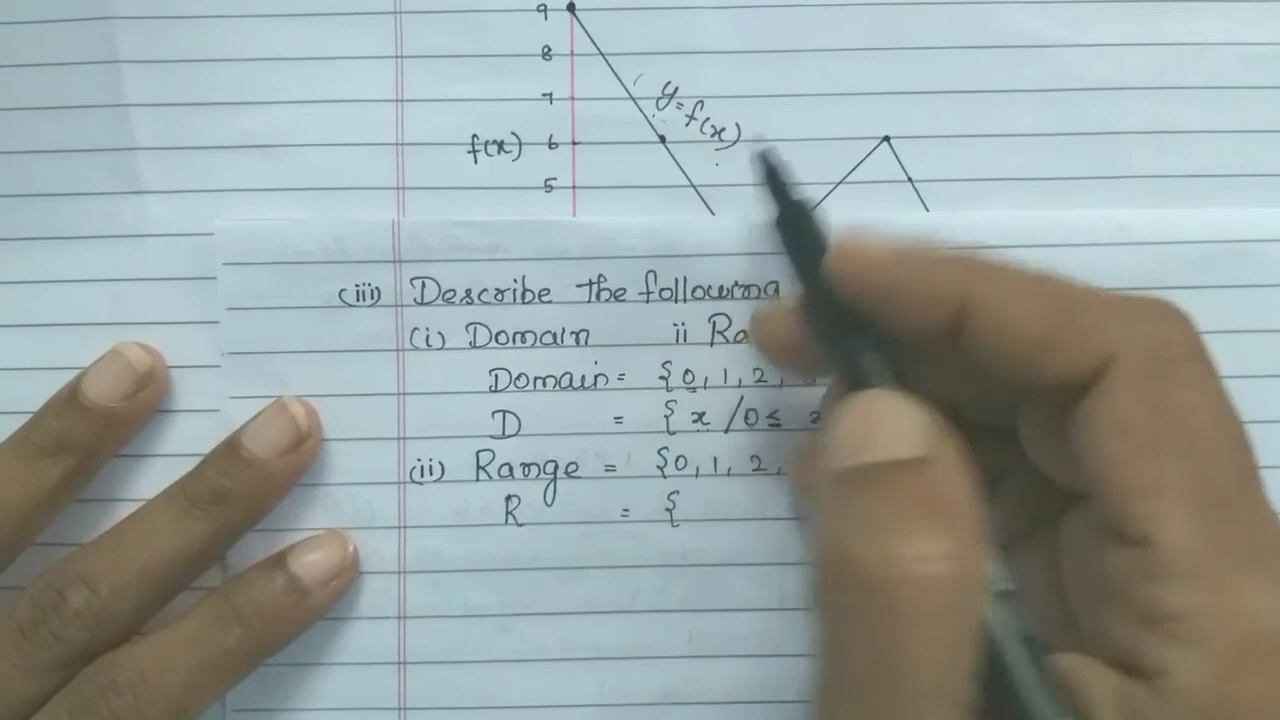 9
8
7
y=f(x)
f(x) 6
5
(iii) Describe the following
(i) Domain ii
Domain = {0, 1, 2,
D = { x /0≤
(ii) Range = {0, 1, 2,
R = {